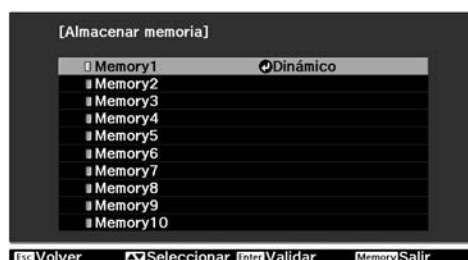 [Almacenar memoria]
Memory1 Dinámico
Memory2
Memory3
Memory4
Memory5
Memory6
Memory7
Memory8
Memory9
Memory10
Esc Volver Seleccionar Enter Validar Memory Salir